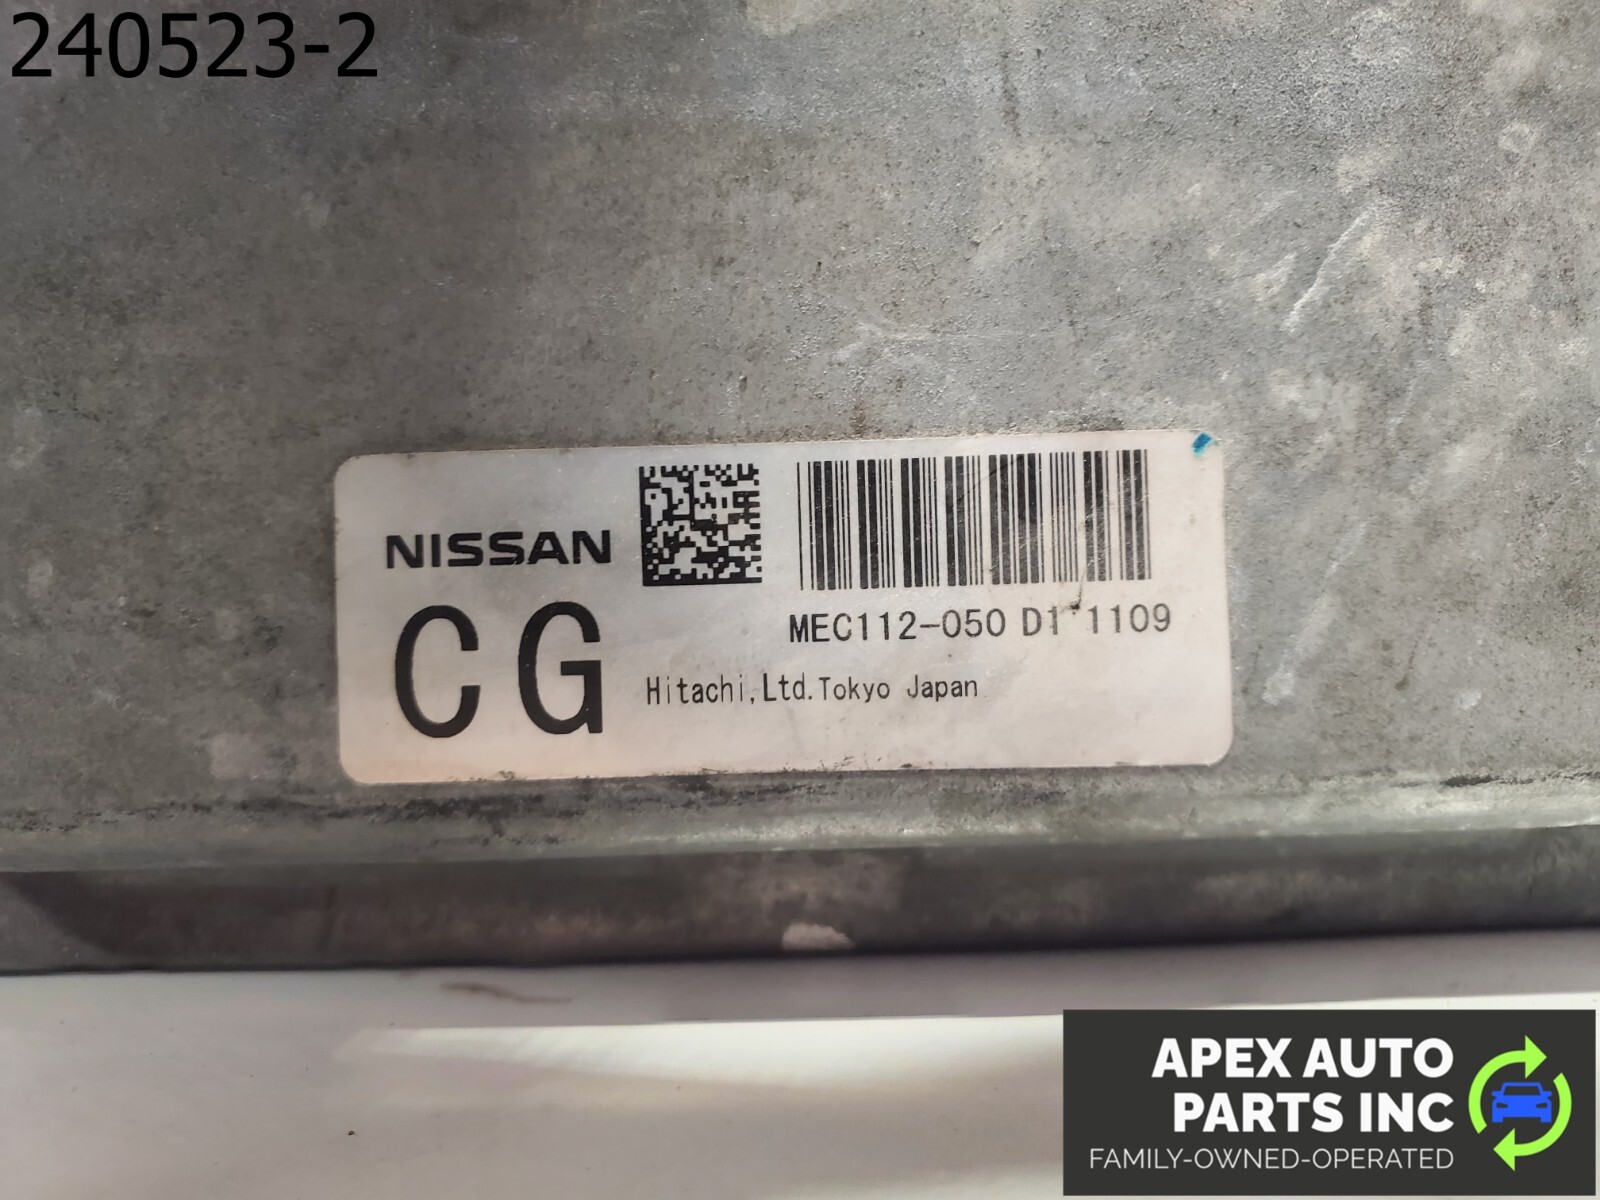 240523-2
NISSAN
CG
MEC112-050 D1 1109
Hitachi,Ltd.Tokyo Japan
APEX AUTO
PARTS INC
FAMILY-OWNED-OPERATED